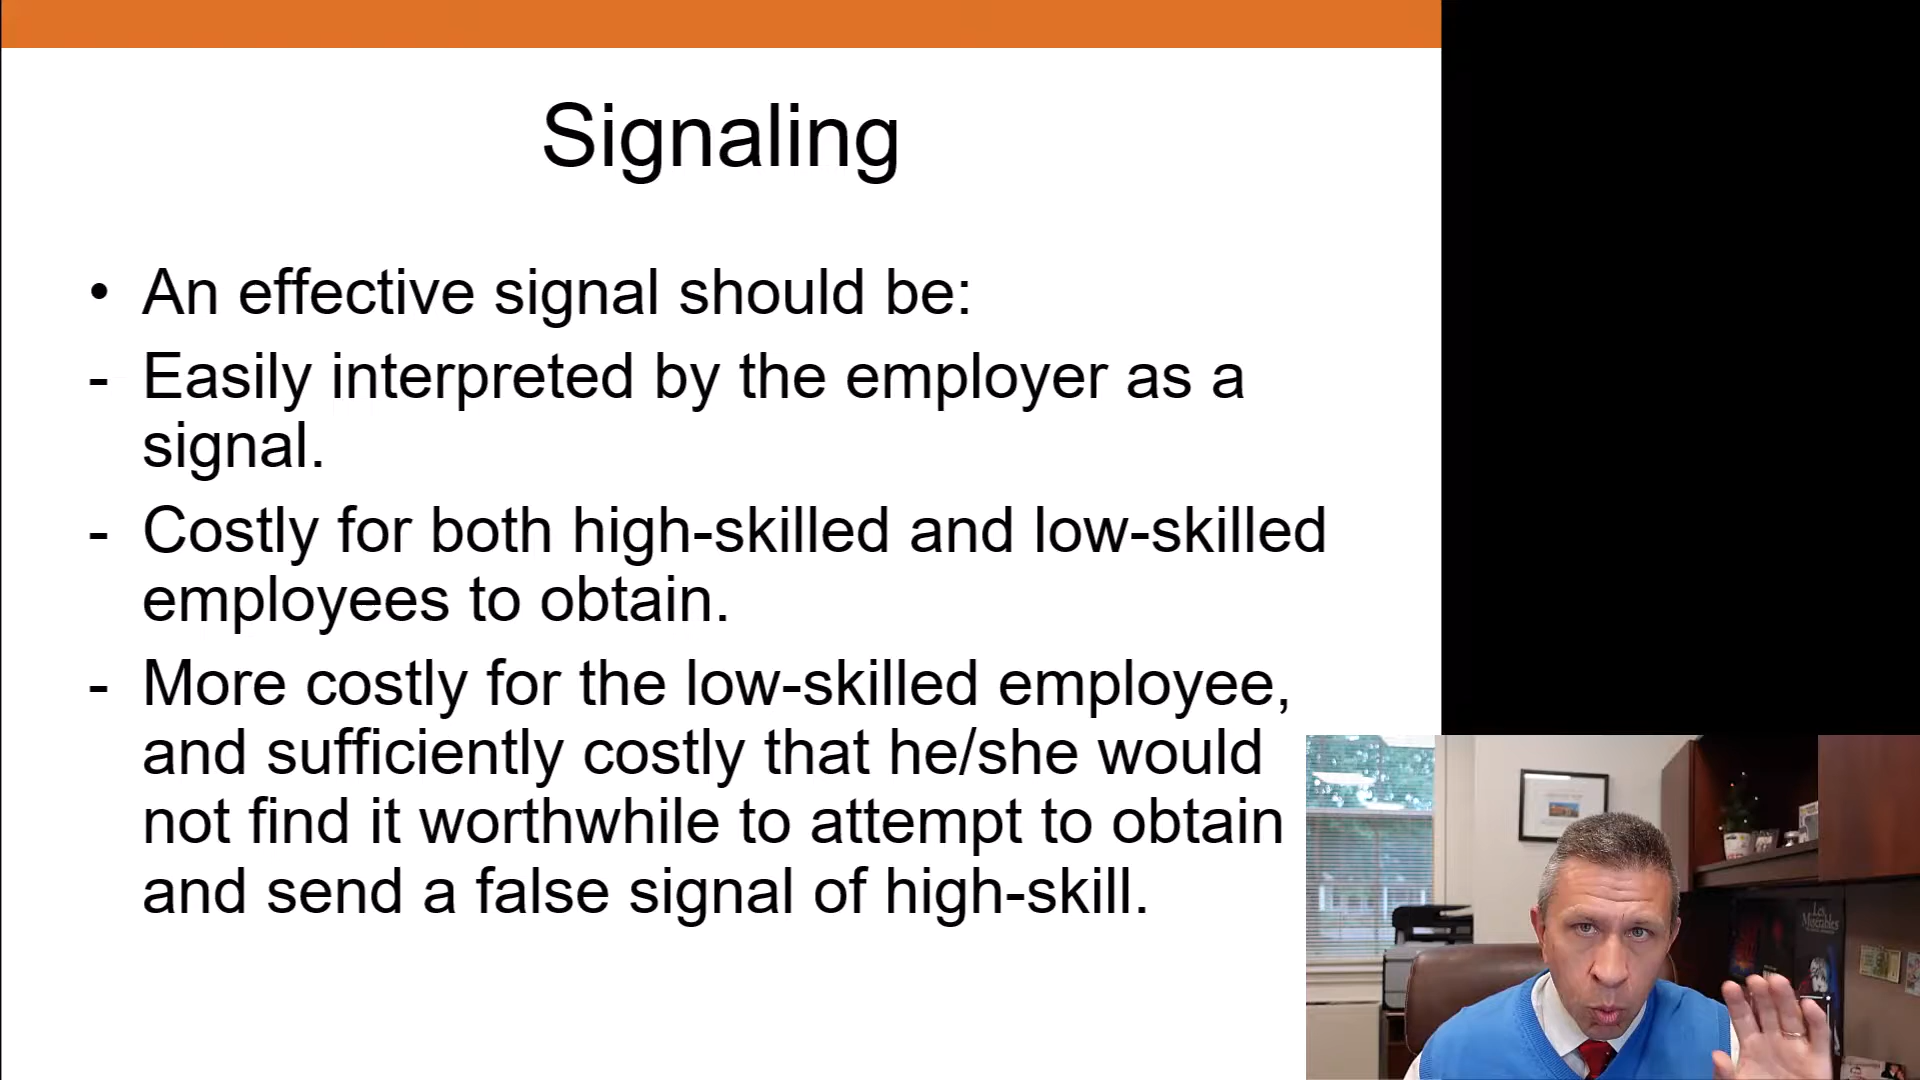 Signaling
• An effective signal should be:
- Easily interpreted by the employer as a
signal.
- Costly for both high-skilled and low-skilled
employees to obtain.
- More costly for the low-skilled employee,
and sufficiently costly that he/she would
not find it worthwhile to attempt to obtain
and send a false signal of high-skill.
Les
Misérables